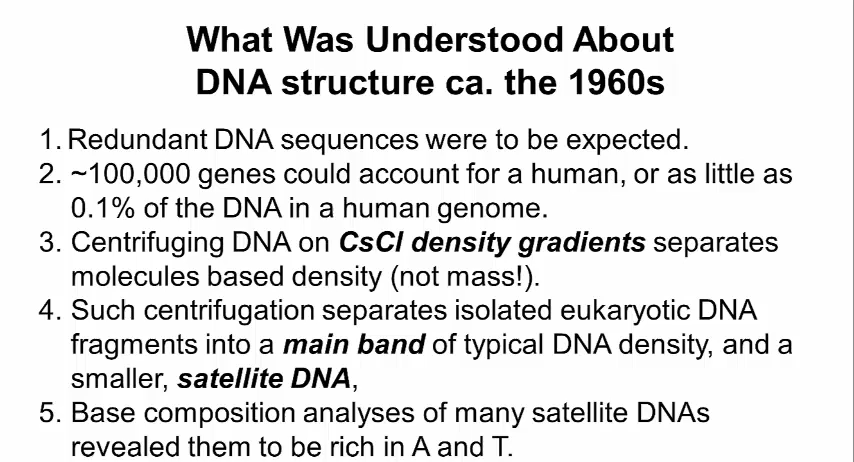 What Was Understood About
DNA structure ca. the 1960s
1. Redundant DNA sequences were to be expected.
2. ~100,000 genes could account for a human, or as little as
0.1% of the DNA in a human genome.
3. Centrifuging DNA on CsCl density gradients separates
molecules based density (not mass!).
4. Such centrifugation separates isolated eukaryotic DNA
fragments into a main band of typical DNA density, and a
smaller, satellite DNA,
5. Base composition analyses of many satellite DNAs
revealed them to be rich in A and T.